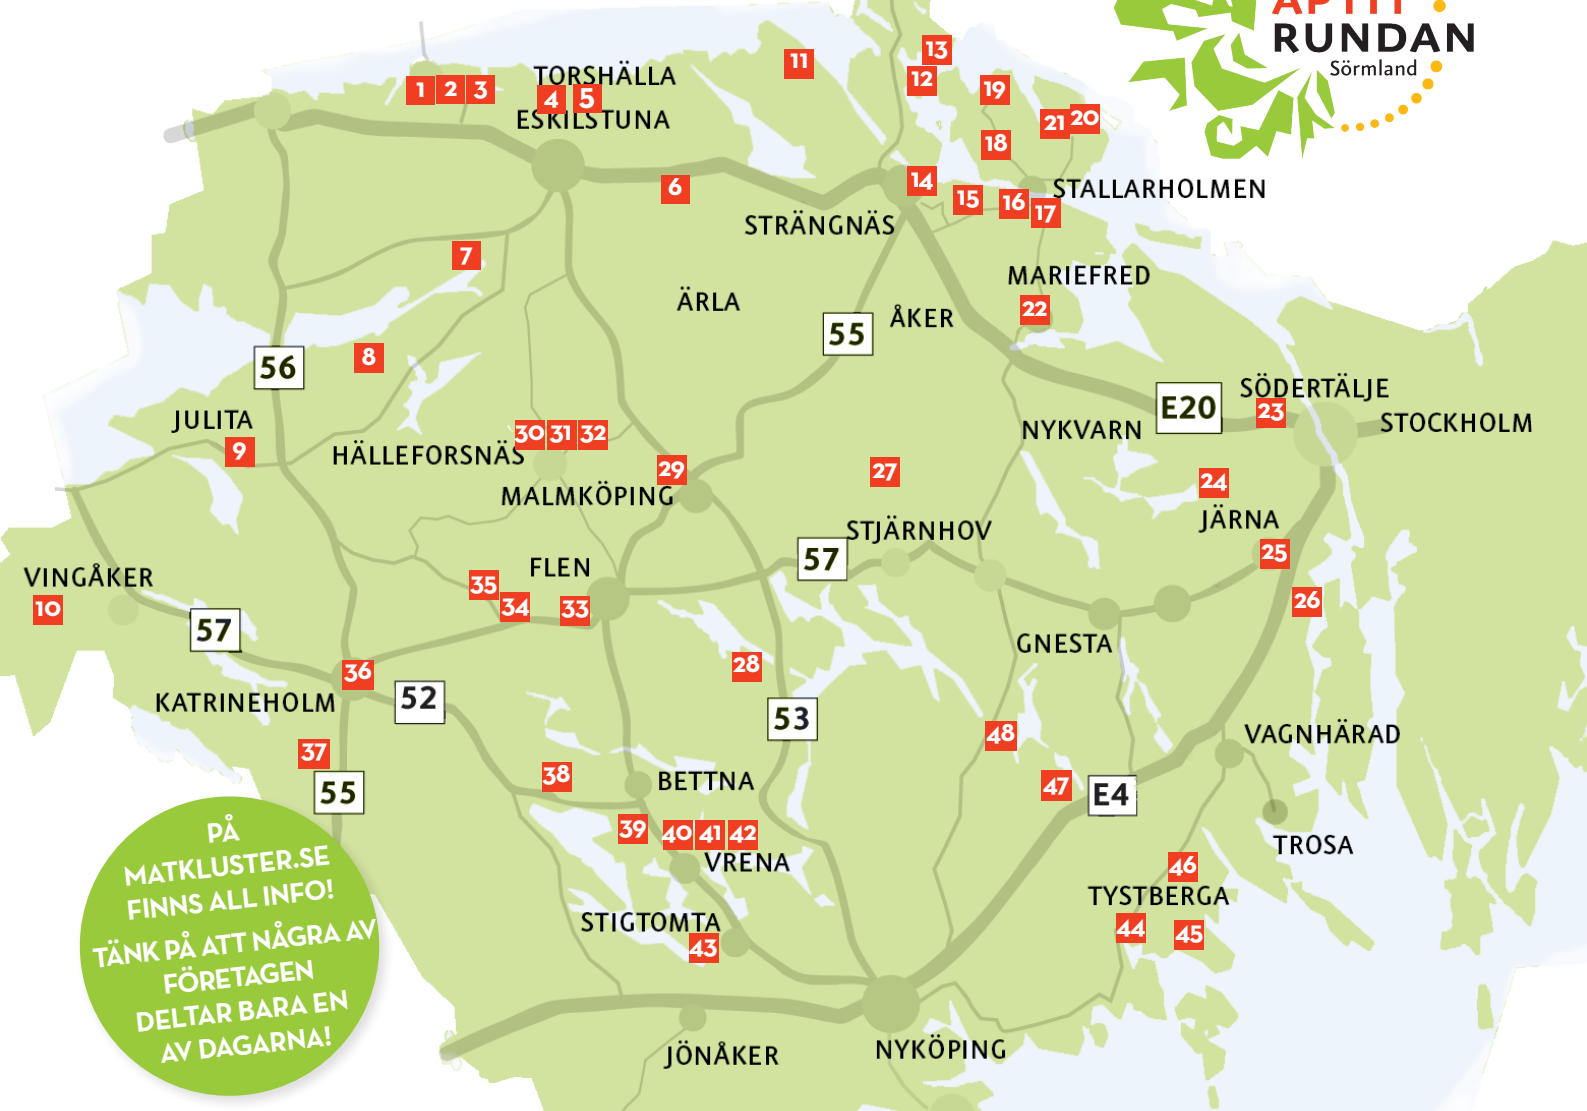 APTIT
RUNDAN
Sörmland
11
13
12
TORSHÄLLA
1 2 3
4 5
19
ESKILSTUNA
21 20
18
6
14
STALLARHOLMEN
15
16
17
STRÄNGNÄS
7
MARIEFRED
ÄRLA
22
ÅKER
55
56
8
SÖDERTÄLJE
E20
23
STOCKHOLM
JULITA
NYKVARN
9
30 31 32
HÄLLEFORSNÄS
29
27
24
MALMKÖPING
JÄRNA
STJÄRNHOV
25
57
FLEN
VINGÅKER
35
34
33
10
26
57
GNESTA
28
36
KATRINEHOLM
52
53
48
VAGNHÄRAD
37
38
BETTNA
47
E4
55
39
40 41 42
VRENA
TROSA
46
TYSTBERGA
STIGTOMTA
44
45
43
JÖNÅKER
NYKÖPING
PÅ
MATKLUSTER.SE
FINNS ALL INFO!
TÄNK PÅ ATT NÅGRA AV
FÖRETAGEN
DELTAR BARA EN
AV DAGARNA!